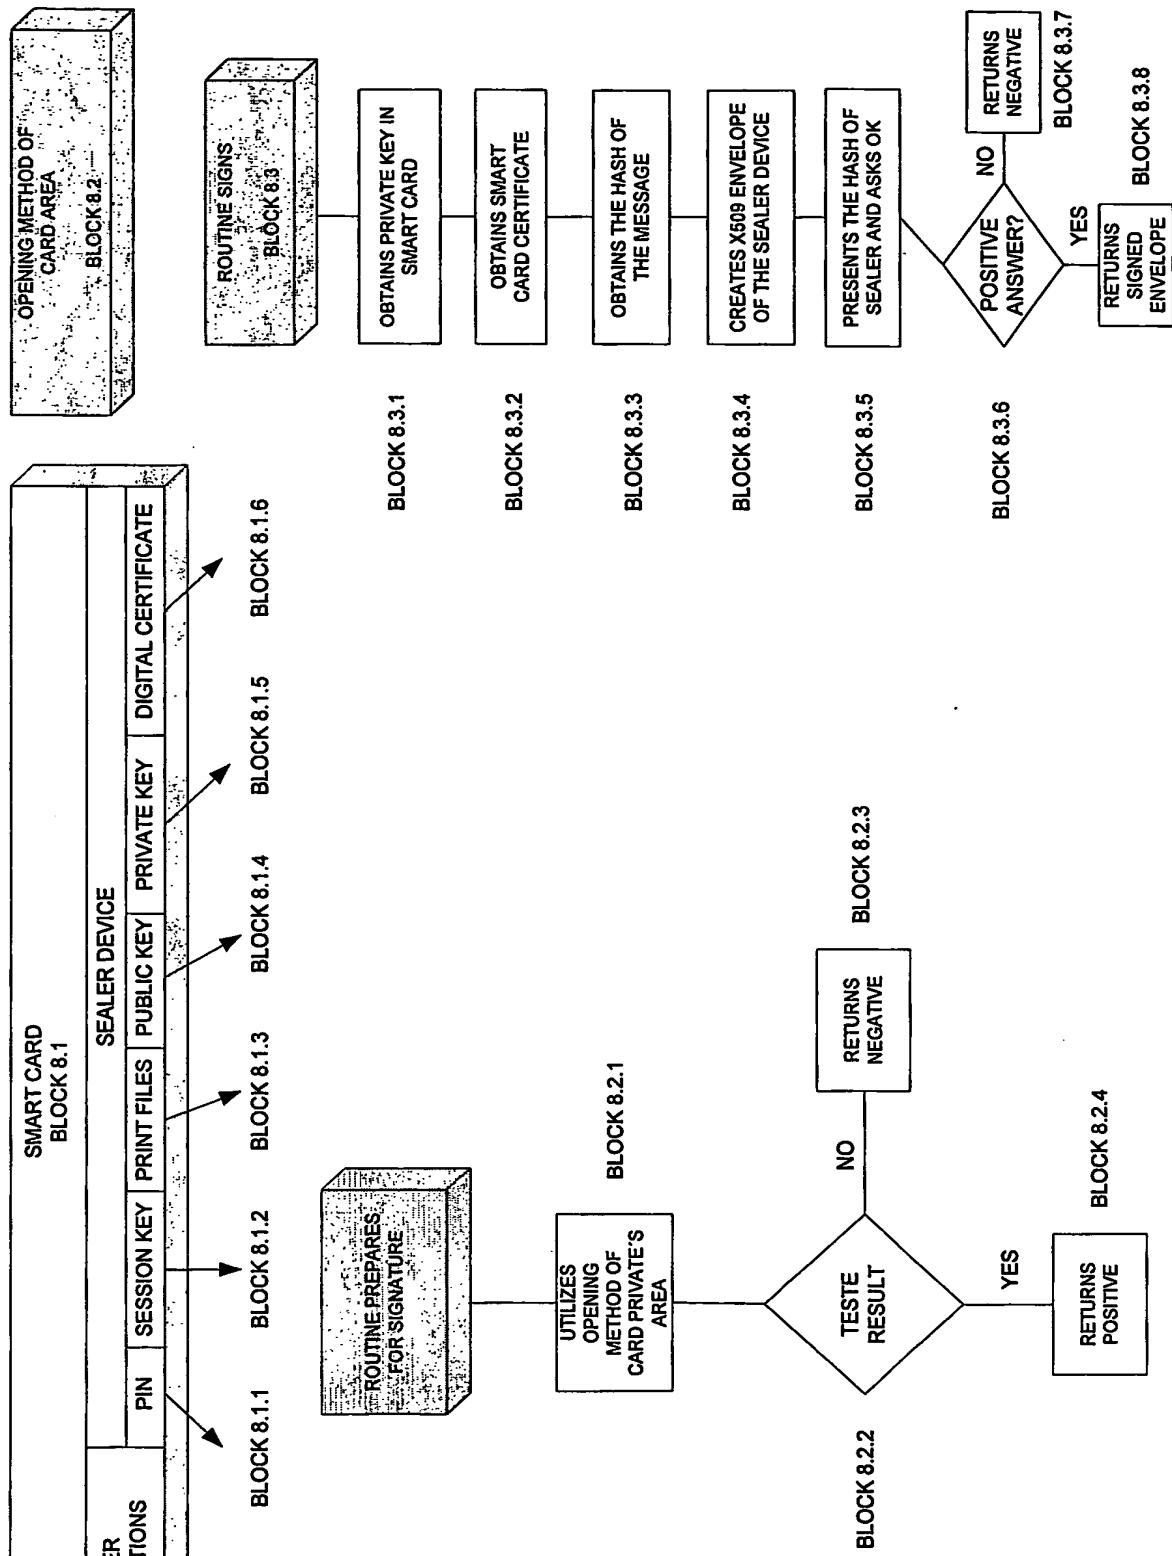 SMART CARD
BLOCK 8.1
ER
TIONS
SEALER DEVICE
PIN
SESSION KEY
PRINT FILES
PUBLIC KEY
PRIVATE KEY
DIGITAL CERTIFICATE
BLOCK 8.1.1
BLOCK 8.1.2
BLOCK 8.1.3
BLOCK 8.1.4
BLOCK 8.1.5
BLOCK 8.1.6
OPENING METHOD OF
CARD AREA
BLOCK 8.2
ROUTINE PREPARES
FOR SIGNATURE
UTILIZES
OPENING
METHOD OF
CARD PRIVATE'S
AREA
BLOCK 8.2.1
TESTE
RESULT
BLOCK 8.2.2
NO
RETURNS
NEGATIVE
BLOCK 8.2.3
YES
RETURNS
POSITIVE
BLOCK 8.2.4
ROUTINE SIGNS
BLOCK 8.3
OBTAINS PRIVATE KEY IN
SMART CARD
BLOCK 8.3.1
OBTAINS SMART
CARD CERTIFICATE
BLOCK 8.3.2
OBTAINS THE HASH OF
THE MESSAGE
BLOCK 8.3.3
CREATES X509 ENVELOPE
OF THE SEALER DEVICE
BLOCK 8.3.4
PRESENTS THE HASH OF
SEALER AND ASKS OK
BLOCK 8.3.5
POSITIVE
ANSWER?
BLOCK 8.3.6
NO
RETURNS
NEGATIVE
BLOCK 8.3.7
YES
RETURNS
SIGNED
ENVELOPE
BLOCK 8.3.8